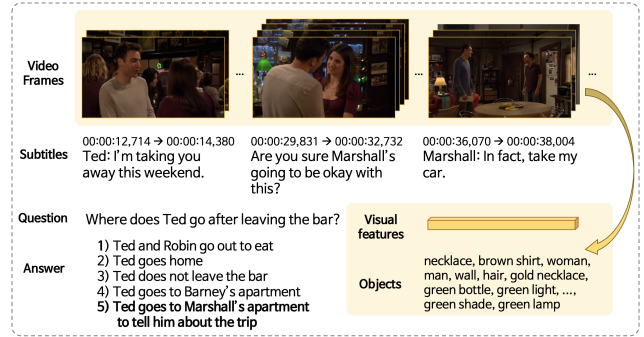 Video
Frames
...
...
...
Subtitles
00:00:12,714 → 00:00:14,380
Ted: I'm taking you
away this weekend.
00:00:29,831 → 00:00:32,732
Are you sure Marshall's
going to be okay with
this?
00:00:36,070 → 00:00:38,004
Marshall: In fact, take my
car.
Question
Where does Ted go after leaving the bar?
Answer
1) Ted and Robin go out to eat
2) Ted goes home
3) Ted does not leave the bar
4) Ted goes to Barney's apartment
5) Ted goes to Marshall's apartment
to tell him about the trip
Visual
features
Objects
necklace, brown shirt, woman,
man, wall, hair, gold necklace,
green bottle, green light, ...,
green shade, green lamp